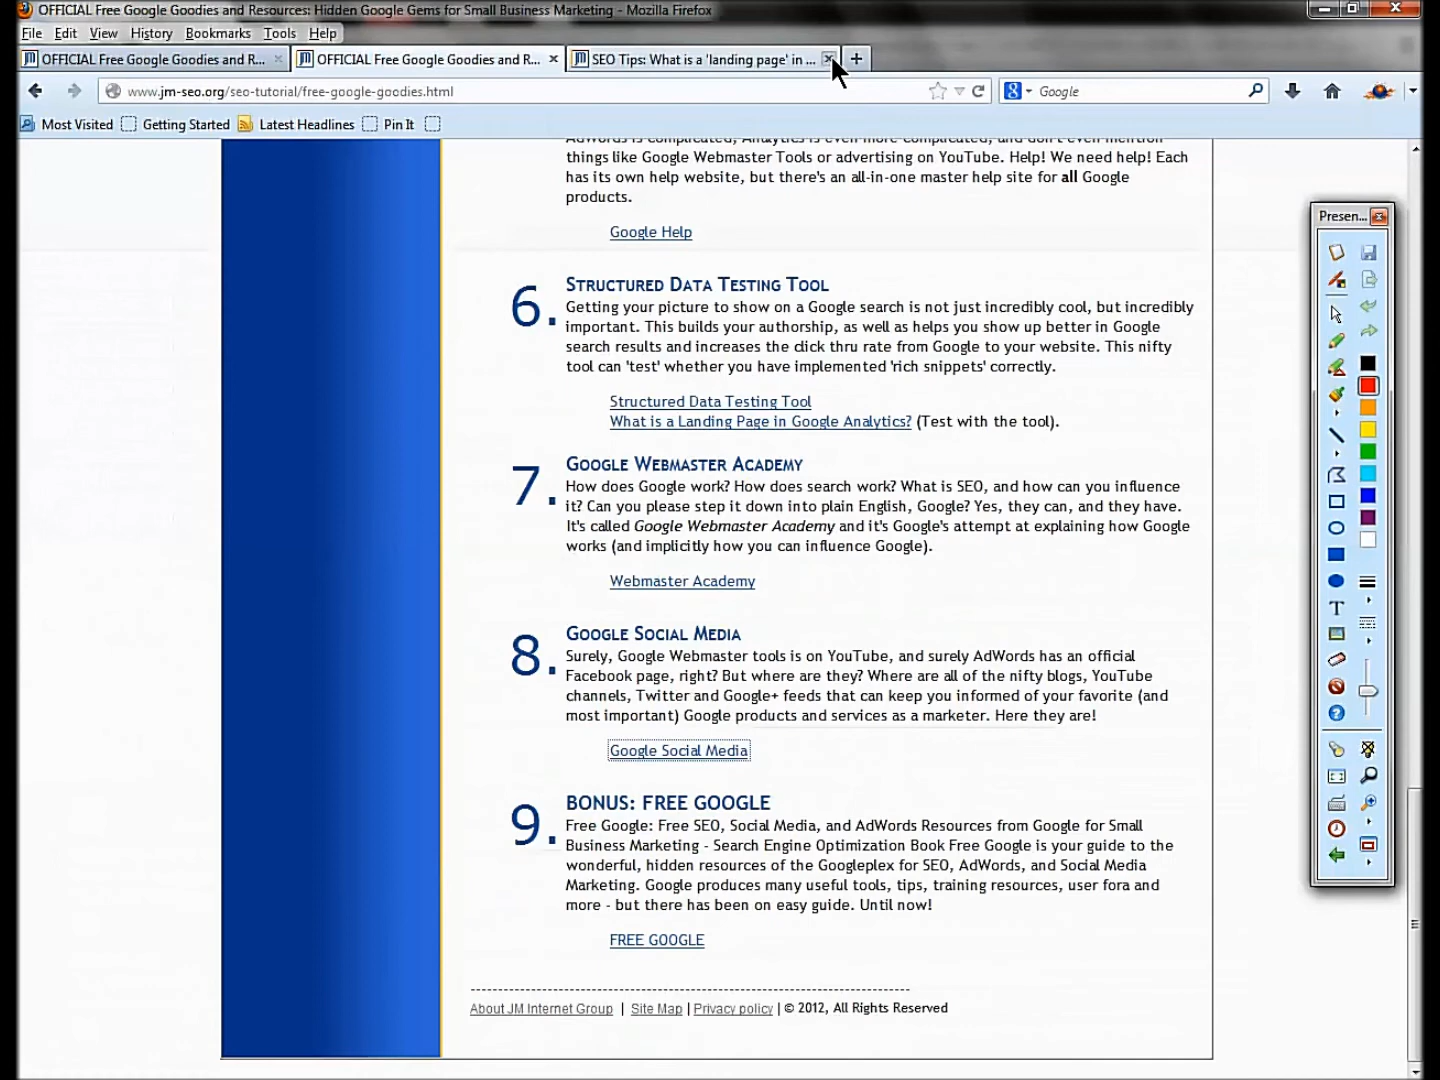 OFFICIAL Free Google Goodies and Resources: Hidden Google Gems for Small Business Marketing - Mozilla Firefox
File Edit View History Bookmarks Tools Help
OFFICIAL Free Google Goodies and R... OFFICIAL Free Google Goodies and R... SEO Tips: What is a 'landing page' in ...
www.jm-seo.org/seo-tutorial/free-google-goodies.html Google
Most Visited Getting Started Latest Headlines Pin It
AdWords is complicated, Analytics is even more complicated, and don't even mention
things like Google Webmaster Tools or advertising on YouTube. Help! We need help! Each
has its own help website, but there's an all-in-one master help site for all Google
products.
Google Help
Presen...
6. Structured Data Testing Tool
Getting your picture to show on a Google search is not just incredibly cool, but incredibly
important. This builds your authorship, as well as helps you show up better in Google
search results and increases the click thru rate from Google to your website. This nifty
tool can 'test' whether you have implemented 'rich snippets' correctly.
Structured Data Testing Tool
What is a Landing Page in Google Analytics? (Test with the tool).
7. Google Webmaster Academy
How does Google work? How does search work? What is SEO, and how can you influence
it? Can you please step it down into plain English, Google? Yes, they can, and they have.
It's called Google Webmaster Academy and it's Google's attempt at explaining how Google
works (and implicitly how you can influence Google).
Webmaster Academy
8. Google Social Media
Surely, Google Webmaster tools is on YouTube, and surely AdWords has an official
Facebook page, right? But where are they? Where are all of the nifty blogs, YouTube
channels, Twitter and Google+ feeds that can keep you informed of your favorite (and
most important) Google products and services as a marketer. Here they are!
Google Social Media
9. BONUS: FREE GOOGLE
Free Google: Free SEO, Social Media, and AdWords Resources from Google for Small
Business Marketing - Search Engine Optimization Book Free Google is your guide to the
wonderful, hidden resources of the Googleplex for SEO, AdWords, and Social Media
Marketing. Google produces many useful tools, tips, training resources, user fora and
more - but there has been on easy guide. Until now!
FREE GOOGLE
About JM Internet Group | Site Map | Privacy policy | © 2012, All Rights Reserved